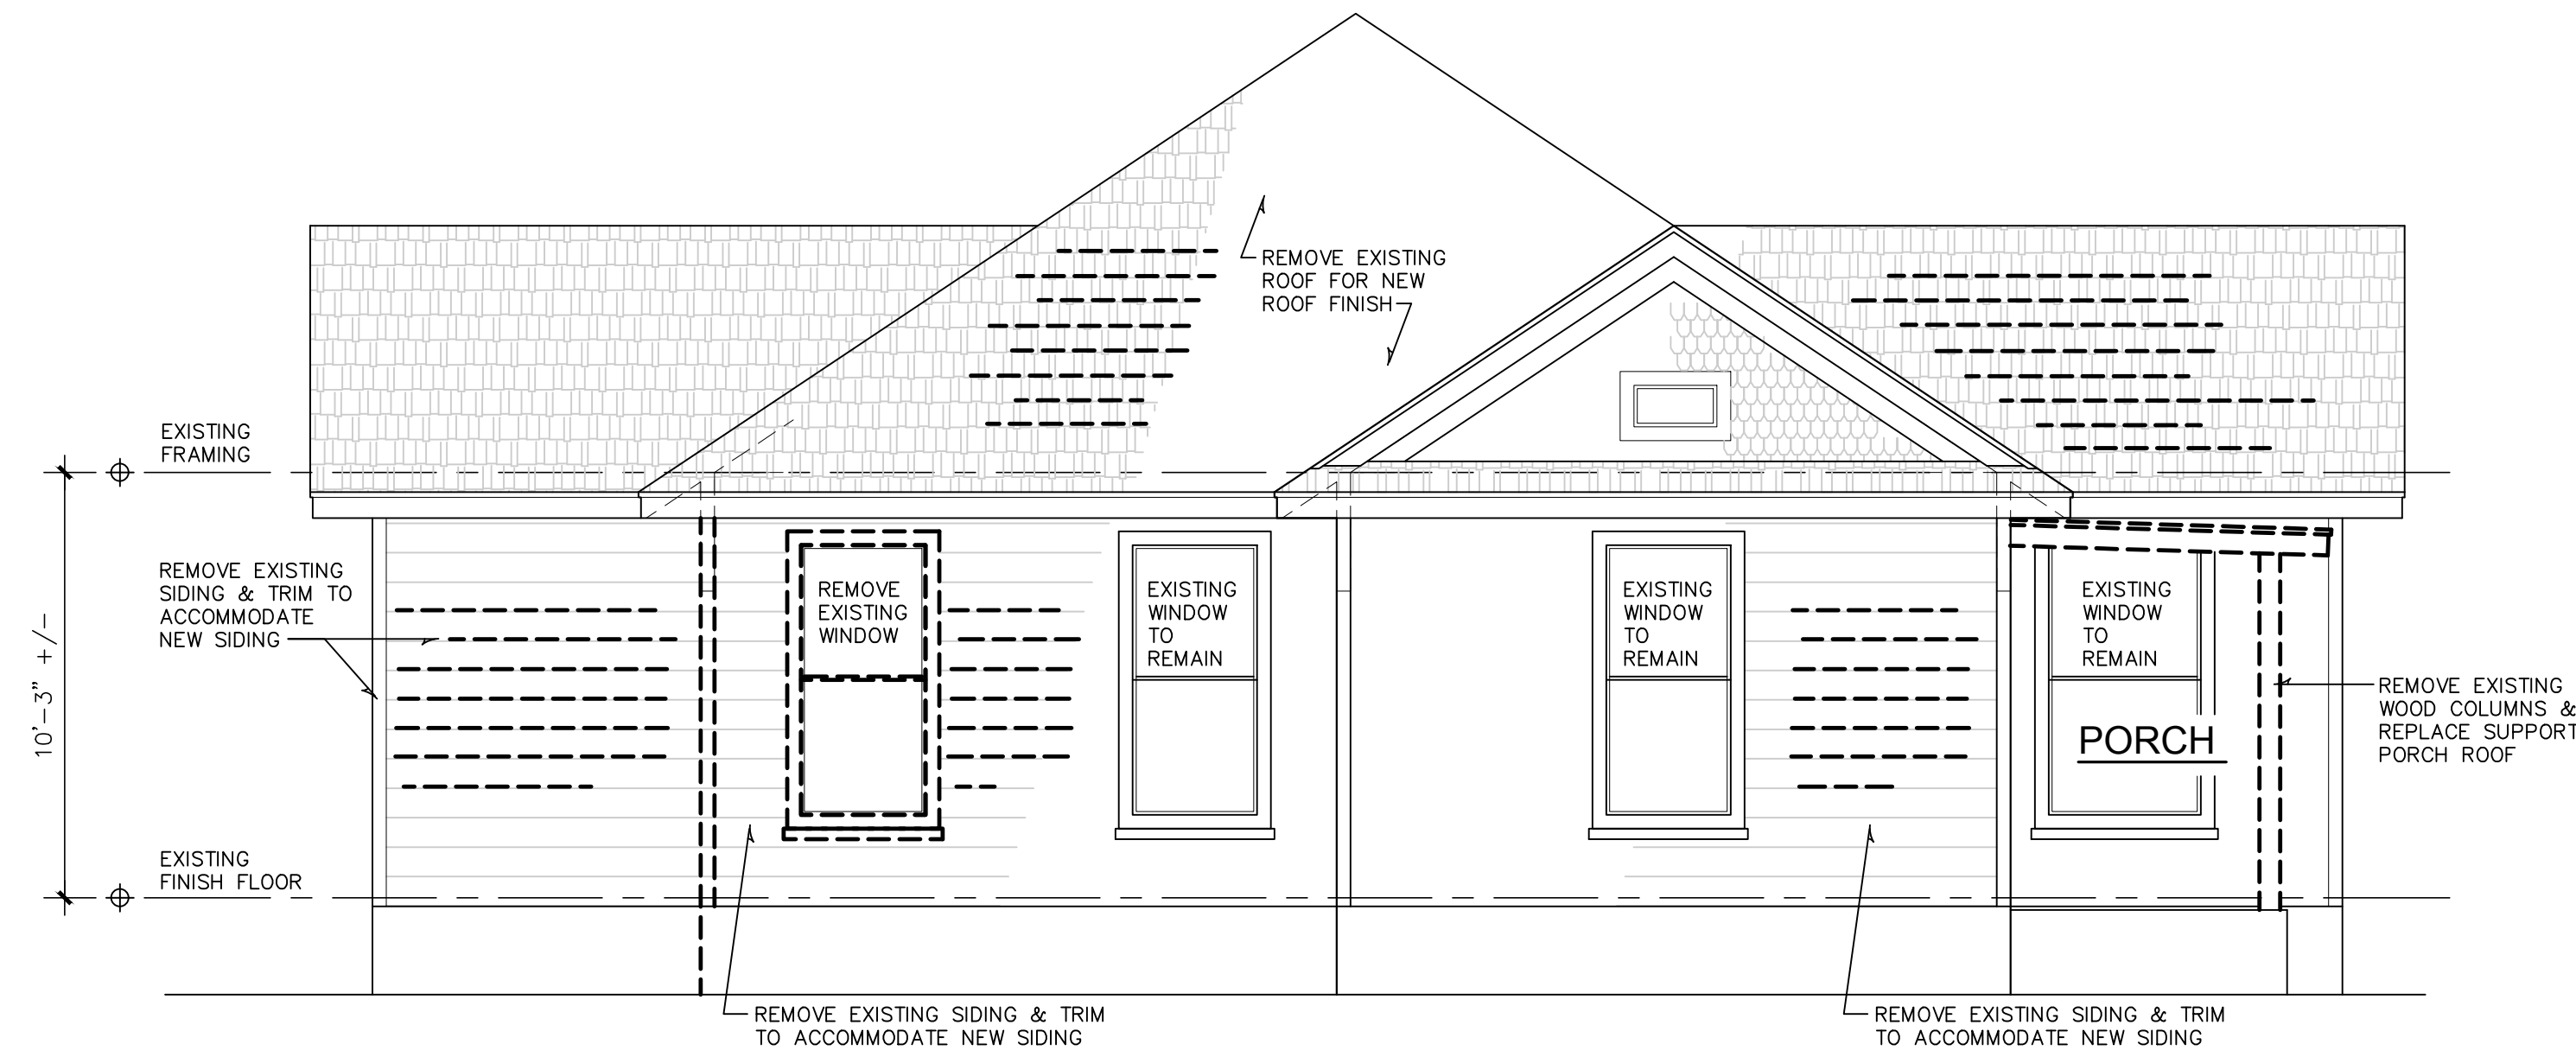 REMOVE EXISTING
ROOF FOR NEW
ROOF FINISH
EXISTING
FRAMING
REMOVE EXISTING
SIDING & TRIM TO
ACCOMMODATE
NEW SIDING
10'-3" +/-
REMOVE
EXISTING
WINDOW
EXISTING
WINDOW
TO
REMAIN
EXISTING
WINDOW
TO
REMAIN
EXISTING
WINDOW
TO
REMAIN
PORCH
REMOVE EXISTING
WOOD COLUMNS &
REPLACE SUPPORT
PORCH ROOF
EXISTING
FINISH FLOOR
REMOVE EXISTING SIDING & TRIM
TO ACCOMMODATE NEW SIDING
REMOVE EXISTING SIDING & TRIM
TO ACCOMMODATE NEW SIDING